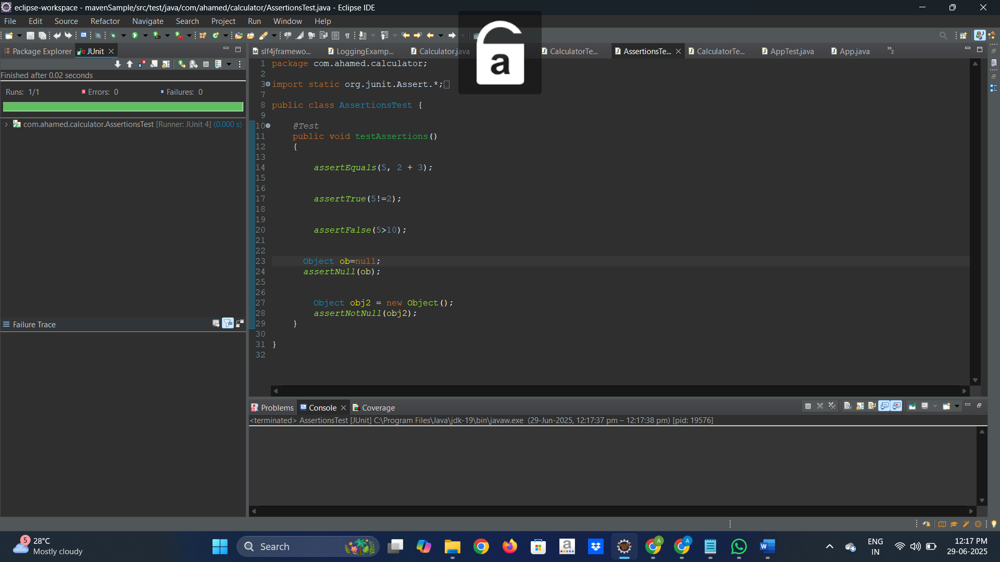 eclipse-workspace - mavenSample/src/test/java/com/ahamed/calculator/AssertionsTest.java - Eclipse IDE
File Edit Source Refactor Navigate Search Project Run Window Help
a
Package Explorer JUnit
slf4jframewo... LoggingExamp... Calculator.java CalculatorTe... AssertionsTe... CalculatorTe... AppTest.java App.java 2
Finished after 0.02 seconds
Runs: 1/1 Errors: 0 Failures: 0
com.ahamed.calculator.AssertionsTest [Runner: JUnit 4] (0.000 s)
Failure Trace
1 package com.ahamed.calculator;
2
3 import static org.junit.Assert.*;
7
8 public class AssertionsTest {
9
10 @Test
11 public void testAssertions()
12 {
13
14 assertEquals(5, 2 + 3);
15
16
17 assertTrue(5!=2);
18
19
20 assertFalse(5>10);
21
22
23 Object ob=null;
24 assertNull(ob);
25
26
27 Object obj2 = new Object();
28 assertNotNull(obj2);
29 }
30
31 }
32
Problems Console Coverage
<terminated> AssertionsTest [JUnit] C:\Program Files\Java\jdk-19\bin\javaw.exe (29-Jun-2025, 12:17:37 pm – 12:17:38 pm) [pid: 19576]
5
28°C
Mostly cloudy
Search
ENG
IN
12:17 PM
29-06-2025